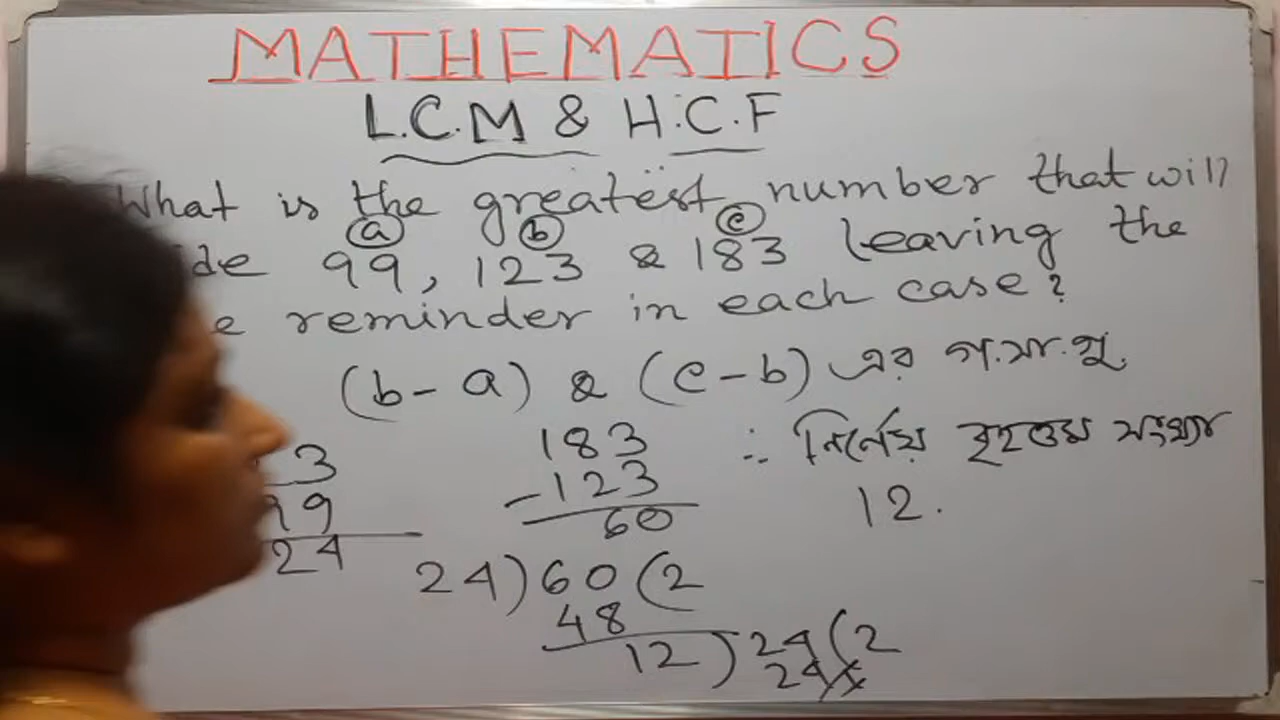 MATHEMATICS
L.C.M & H.C.F
What is the greatest number that will
de 99, 123 & 183 leaving the
a b c
e reminder in each case?
(b-a) & (c-b) এর গ.সা.গু.
3
99
24
183
-123
60
∴ নির্নেয় বৃহত্তম সংখ্যা
12.
24)60(2
48
12)24(2
24
x